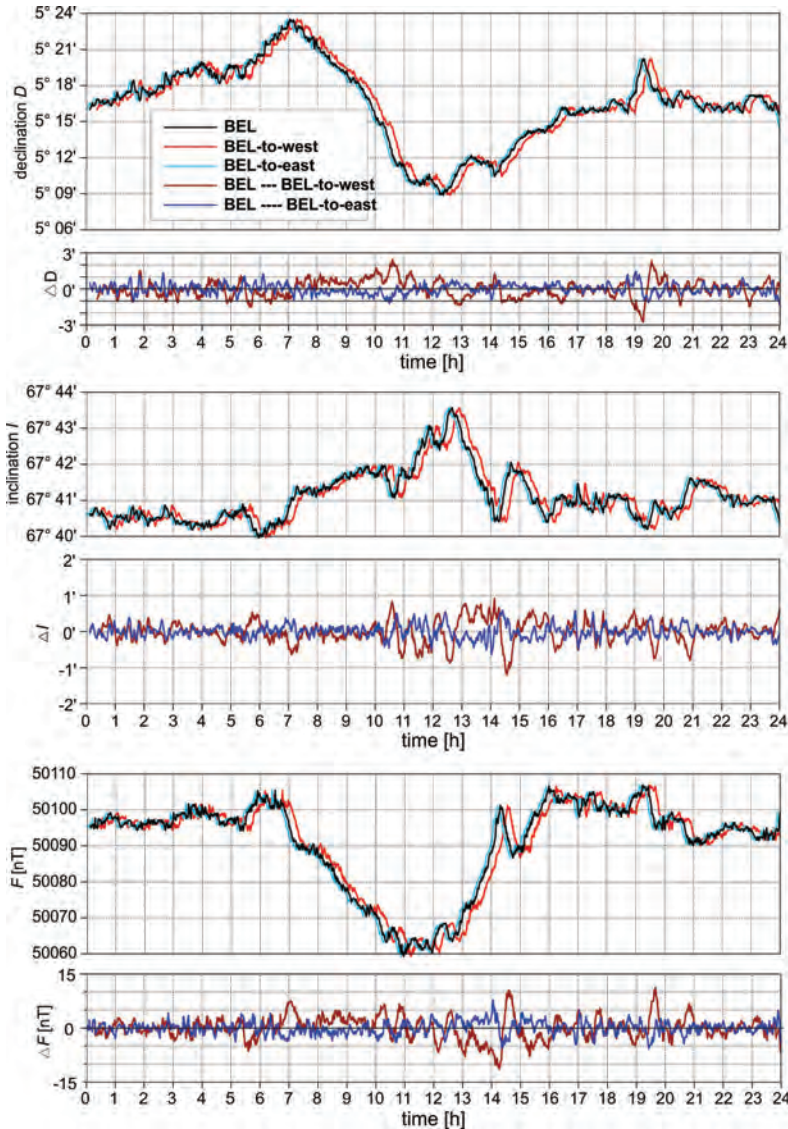 5° 24'
5° 21'
5° 18'
5° 15'
5° 12'
5° 09'
5° 06'
declination D
BEL
BEL-to-west
BEL-to-east
BEL --- BEL-to-west
BEL ---- BEL-to-east
3'
0'
-3'
△D
0 1 2 3 4 5 6 7 8 9 10 11 12 13 14 15 16 17 18 19 20 21 22 23 24
time [h]
67° 44'
67° 43'
67° 42'
67° 41'
67° 40'
inclination I
2'
1'
0'
-1'
-2'
△I
0 1 2 3 4 5 6 7 8 9 10 11 12 13 14 15 16 17 18 19 20 21 22 23 24
time [h]
50110
50100
50090
50080
50070
50060
F [nT]
15
0
-15
△F [nT]
0 1 2 3 4 5 6 7 8 9 10 11 12 13 14 15 16 17 18 19 20 21 22 23 24
time [h]